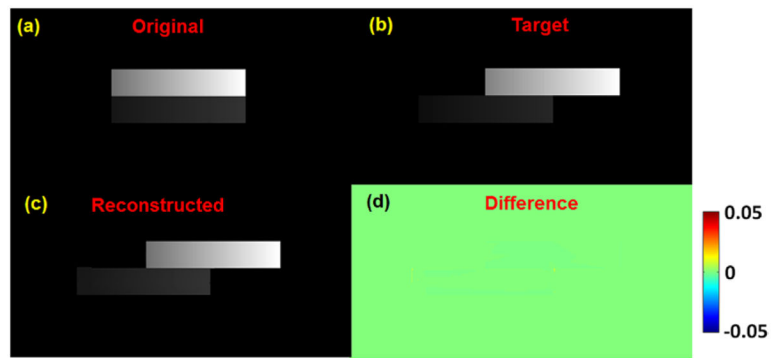 (a) Original
(b) Target
(c) Reconstructed
(d) Difference
0.05
0
-0.05